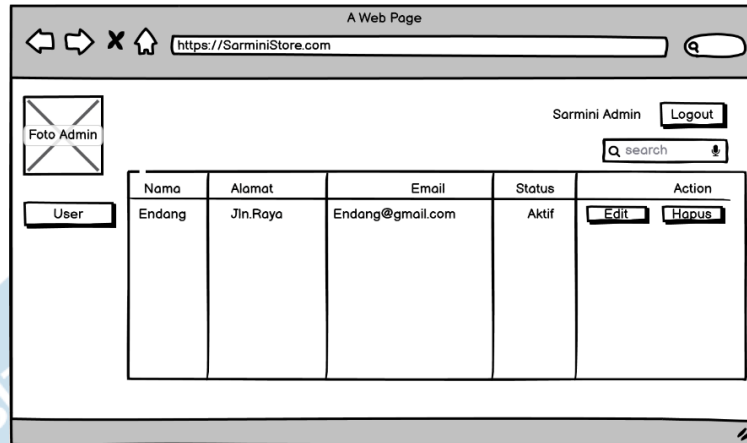 A Web Page
https://SarminiStore.com
Foto Admin
Sarmini Admin Logout
search
Nama Alamat Email Status Action
User
Endang Jln.Raya Endang@gmail.com Aktif Edit Hapus